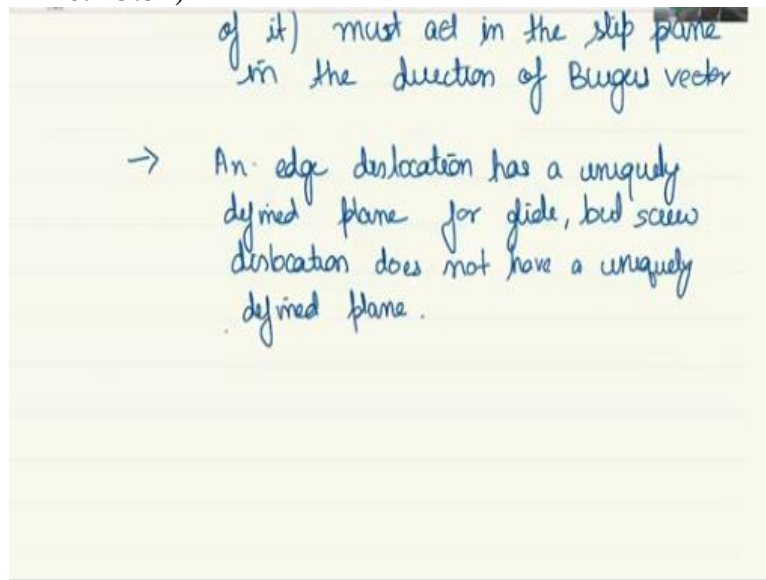 of it) must act in the slip plane
in the direction of Burgers vector
→ An edge dislocation has a uniquely
defined plane for glide, but screw
dislocation does not have a uniquely
defined plane.